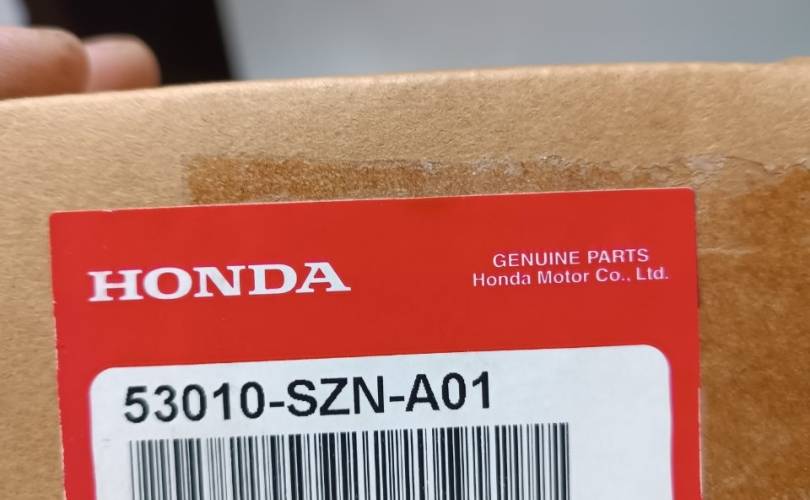 HONDA
GENUINE PARTS
Honda Motor Co., Ltd.
53010-SZN-A01